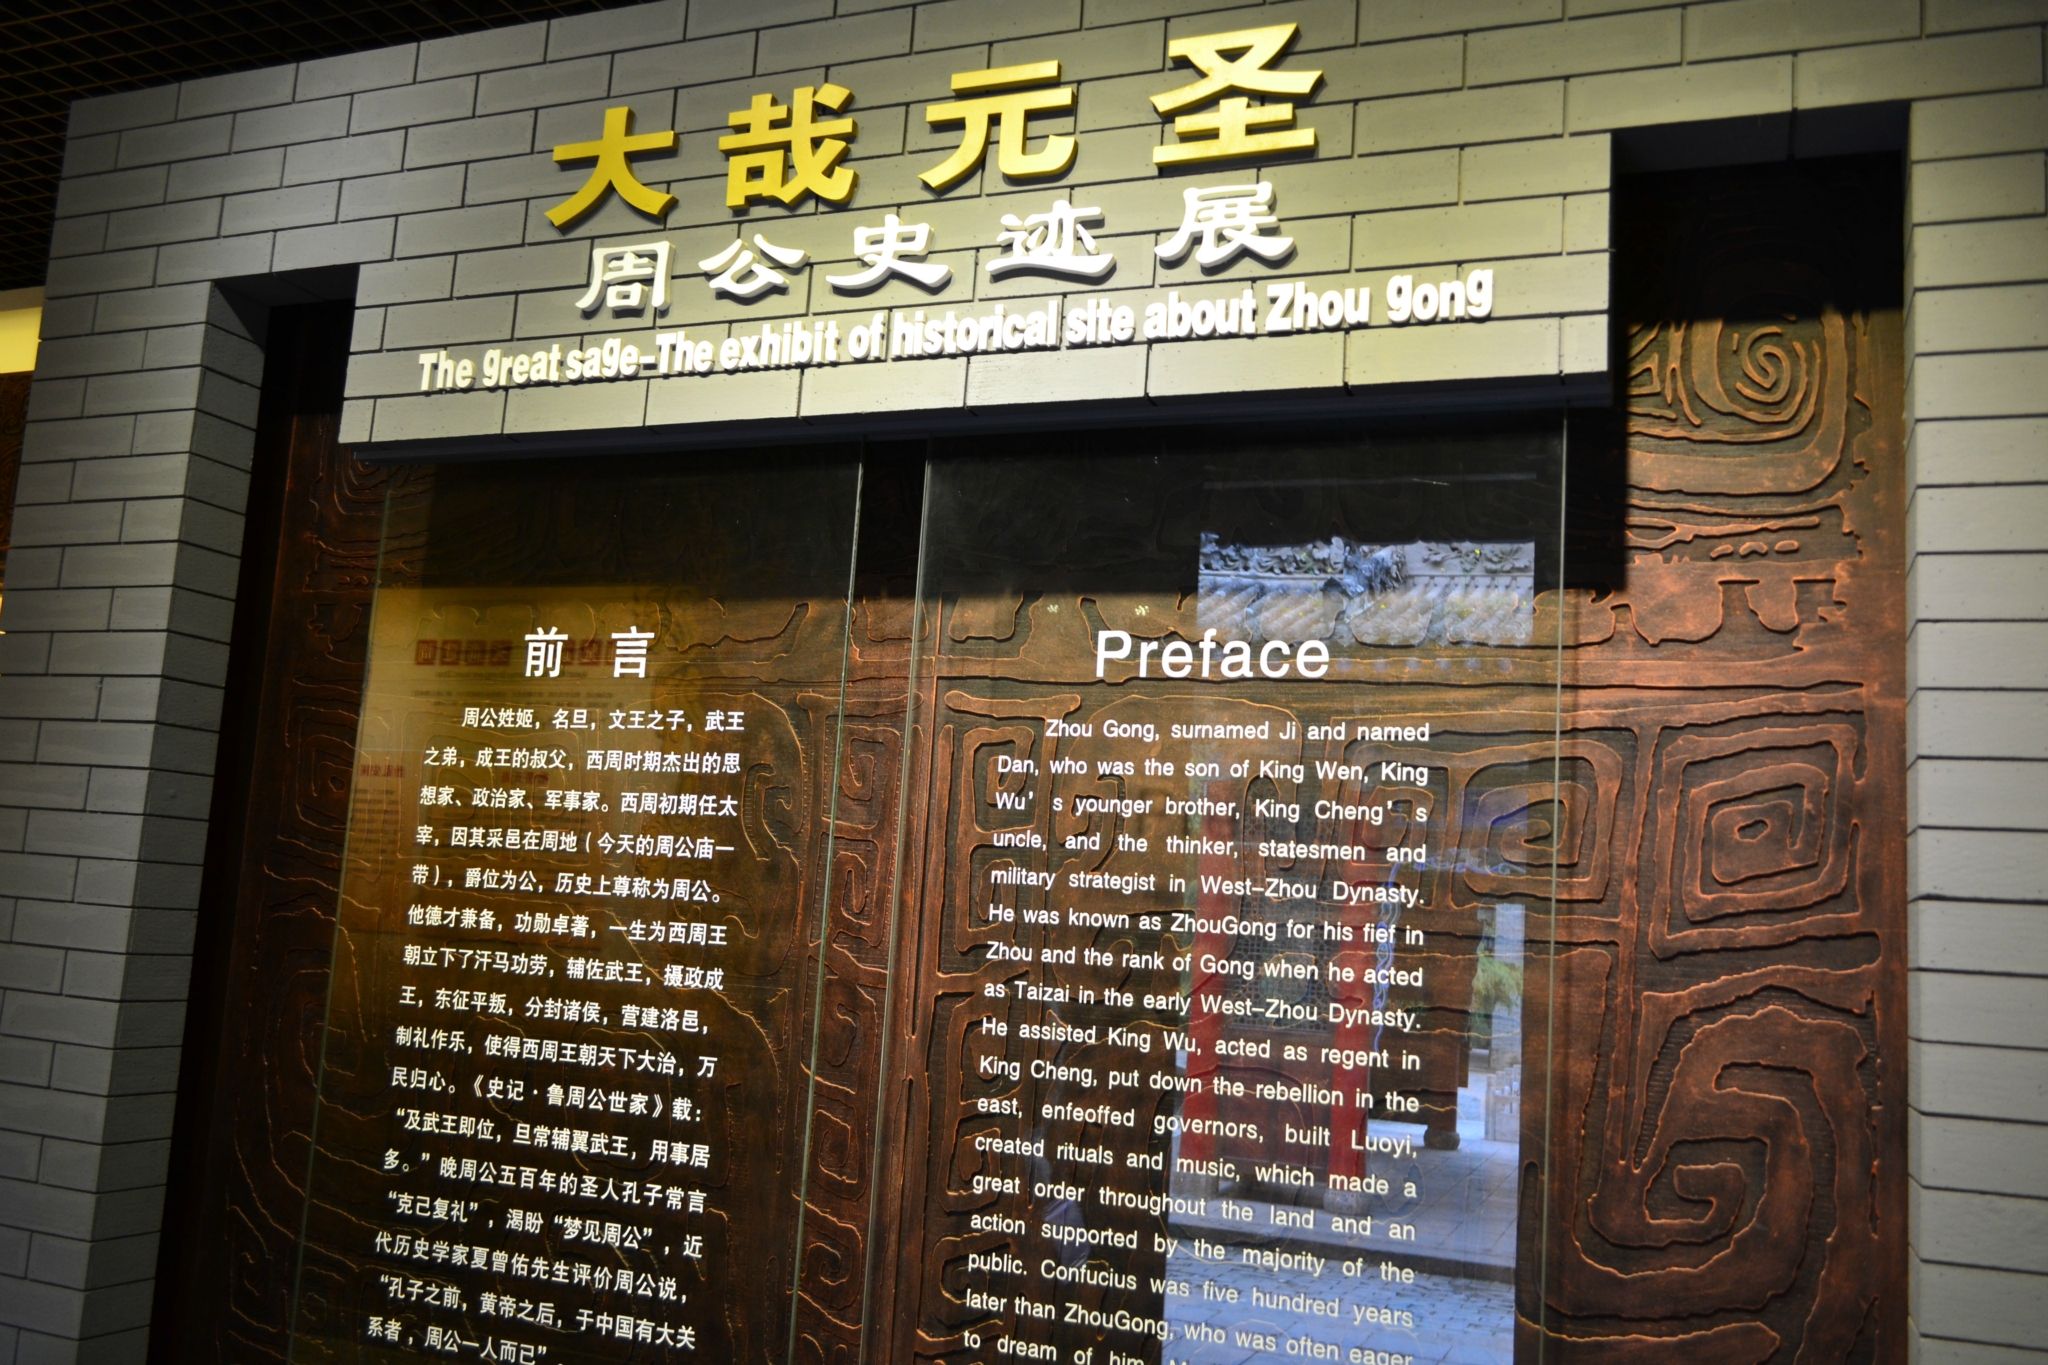 大哉元圣
周公史迹展
The great sage-The exhibit of historical site about Zhou gong
前言
周公姓姬，名旦，文王之子，武王
之弟，成王的叔父，西周时期杰出的思
想家、政治家、军事家。西周初期任太
宰，因其采邑在周地（今天的周公庙一
带），爵位为公，历史上尊称为周公。
他德才兼备，功勋卓著，一生为西周王
朝立下了汗马功劳，辅佐武王，摄政成
王，东征平叛，分封诸侯，营建洛邑，
制礼作乐，使得西周王朝天下大治，万
民归心。《史记·鲁周公世家》载：
“及武王即位，旦常辅翼武王，用事居
多。”晚周公五百年的圣人孔子常言
“克己复礼”，渴盼“梦见周公”，近
代历史学家夏曾佑先生评价周公说，
“孔子之前，黄帝之后，于中国有大关
系者，周公一人而已”。
Preface
Zhou Gong, surnamed Ji and named
Dan, who was the son of King Wen, King
Wu’s younger brother, King Cheng’s
uncle, and the thinker, statesmen and
military strategist in West-Zhou Dynasty.
He was known as ZhouGong for his fief in
Zhou and the rank of Gong when he acted
as Taizai in the early West-Zhou Dynasty.
He assisted King Wu, acted as regent in
King Cheng, put down the rebellion in the
east, enfeoffed governors, built Luoyi,
created rituals and music, which made a
great order throughout the land and an
action supported by the majority of the
public. Confucius was five hundred years
later than ZhouGong, who was often eager
to dream of him